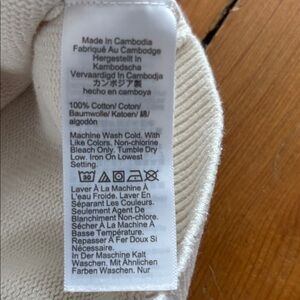 Made In Cambodia
Fabriqué Au Cambodge
Hergestellt In
Kambodscha
Vervaardigd In Cambodja
カンボジア製
hecho en camboya
100% Cotton/ Coton/
Baumwolle/ Katoen/ 綿/
algodón
Machine Wash Cold. With
Like Colors. Non-chlorine
Bleach Only. Tumble Dry
Low. Iron On Lowest
Setting.
30
Laver À La Machine À
L'eau Froide. Laver En
Séparant Les Couleurs.
Seulement Agent De
Blanchiment Non-chlore.
Sécher À La Machine À
Basse Température.
Repasser À Fer Doux Si
Nécessaire.
In Der Maschine Kalt
Waschen. Mit Ähnlichen
Farben Waschen. Nur